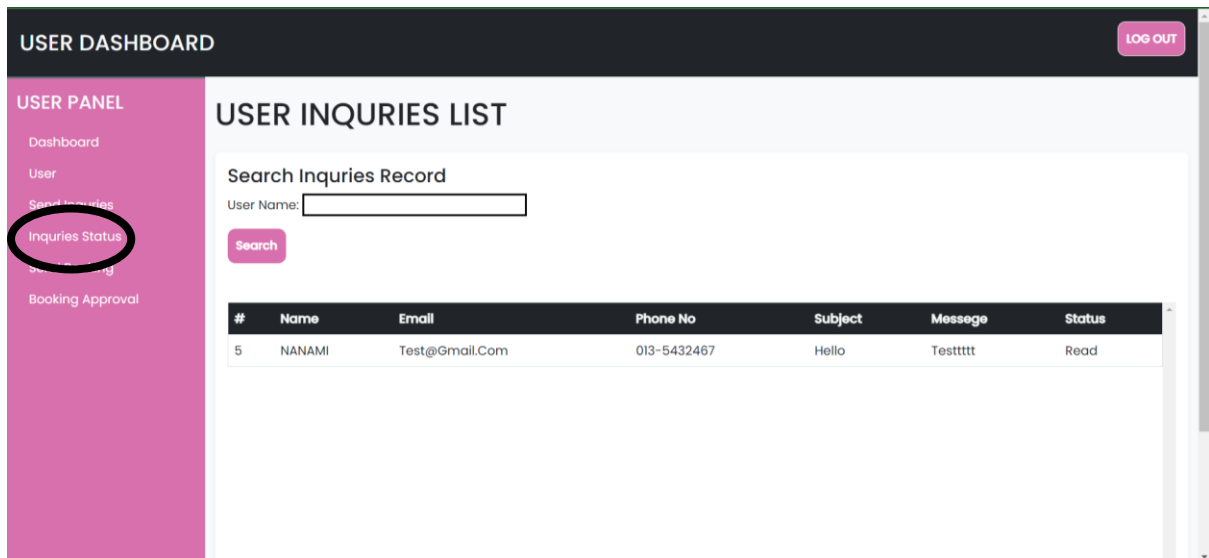 USER DASHBOARD LOG OUT
USER PANEL
Dashboard
User
Send Inquries
Inquries Status
Booking Approval
USER INQURIES LIST
Search Inquries Record
User Name:
Search
# Name Email Phone No Subject Messege Status
5 NANAMI Test@Gmail.Com 013-5432467 Hello Testtttt Read